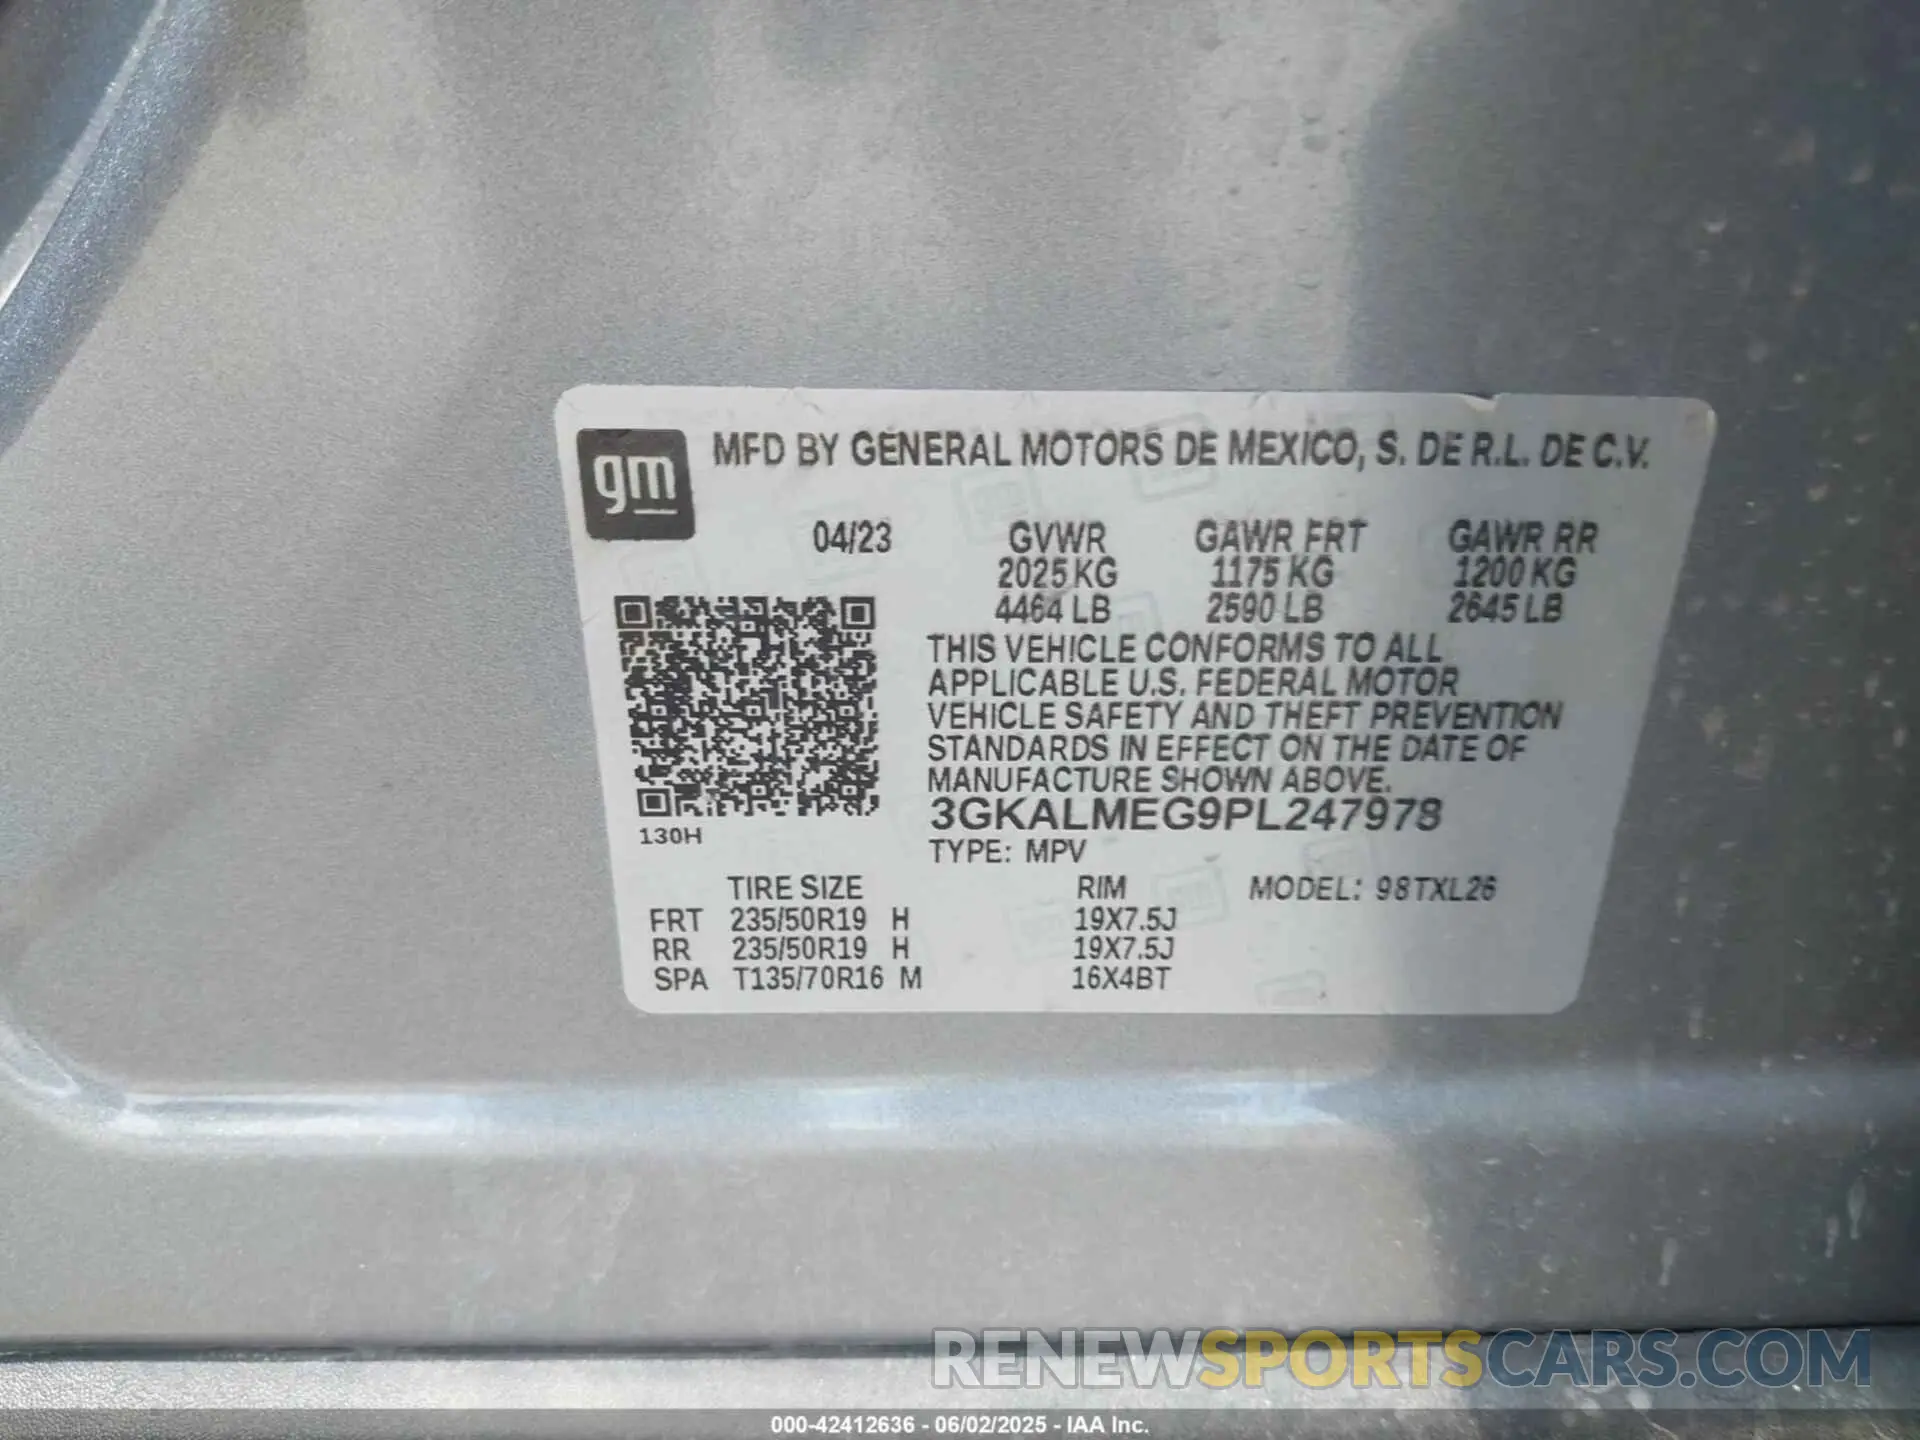 gm
MFD BY GENERAL MOTORS DE MEXICO, S. DE R.L. DE C.V.
04/23 GVWR GAWR FRT GAWR RR
2025 KG 1175 KG 1200 KG
4464 LB 2590 LB 2645 LB
THIS VEHICLE CONFORMS TO ALL
APPLICABLE U.S. FEDERAL MOTOR
VEHICLE SAFETY AND THEFT PREVENTION
STANDARDS IN EFFECT ON THE DATE OF
MANUFACTURE SHOWN ABOVE.
3GKALMEG9PL247978
130H
TYPE: MPV
TIRE SIZE RIM MODEL: 98TXL26
FRT 235/50R19 H 19X7.5J
RR 235/50R19 H 19X7.5J
SPA T135/70R16 M 16X4BT
RENEWSPORTSCARS.COM
000-42412636 - 06/02/2025 - IAA Inc.